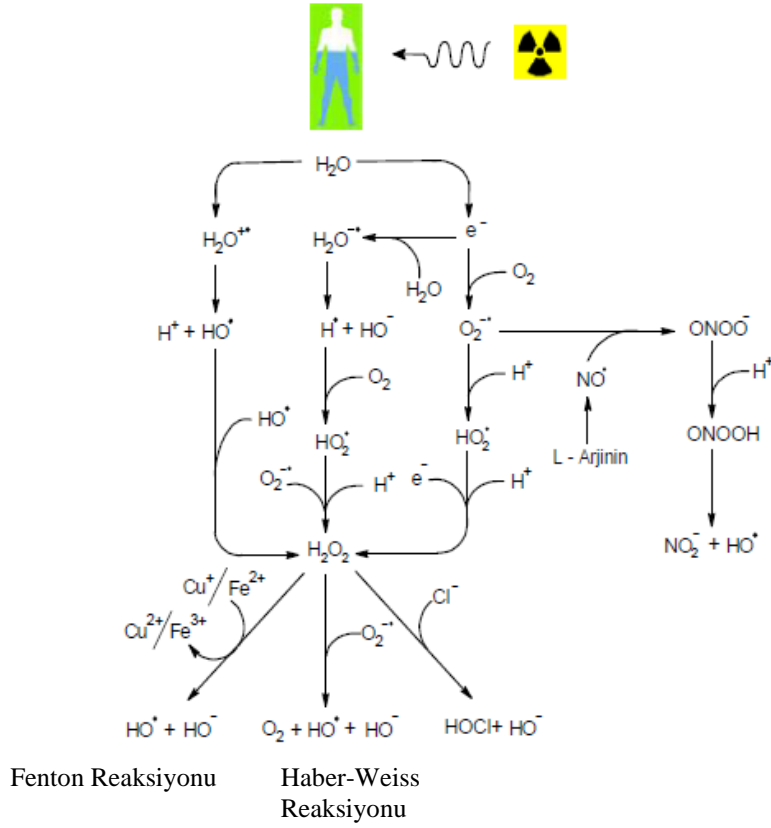 H₂O
H₂O⁺• H₂O⁻• e⁻
H₂O O₂
H⁺ + HO• H• + HO⁻ O₂⁻• ONOO⁻
O₂ H⁺ NO• H⁺
HO• HO₂• HO₂• L - Arjinin ONOOH
O₂⁻• H⁺ e⁻ H⁺
H₂O₂ NO₂⁻ + HO•
Cu⁺/Fe²⁺ Cl⁻
Cu²⁺/Fe³⁺ O₂⁻•
HO• + HO⁻ O₂ + HO• + HO⁻ HOCl+ HO⁻
Fenton Reaksiyonu Haber-Weiss
Reaksiyonu